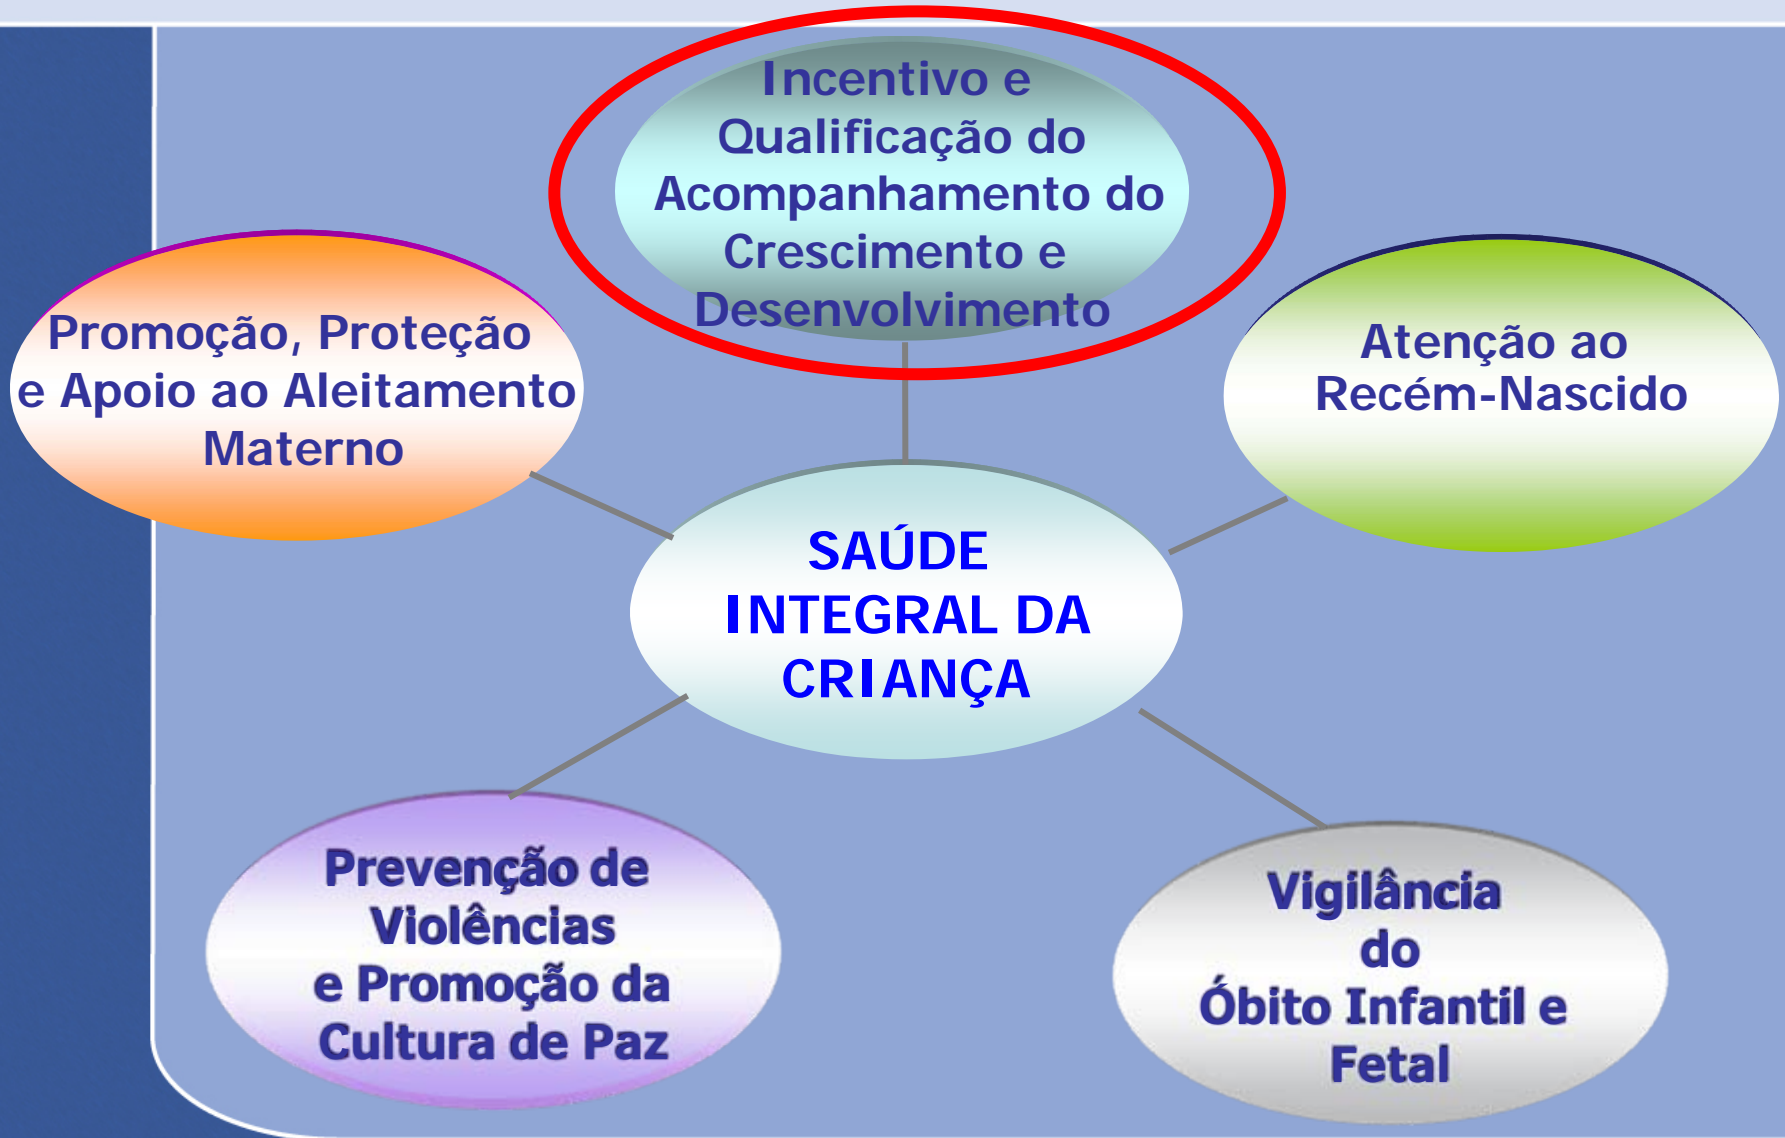 Incentivo e
Qualificação do
Acompanhamento do
Crescimento e
Desenvolvimento
Promoção, Proteção
e Apoio ao Aleitamento
Materno
Atenção ao
Recém-Nascido
SAÚDE
INTEGRAL DA
CRIANÇA
Prevenção de
Violências
e Promoção da
Cultura de Paz
Vigilância
do
Óbito Infantil e
Fetal